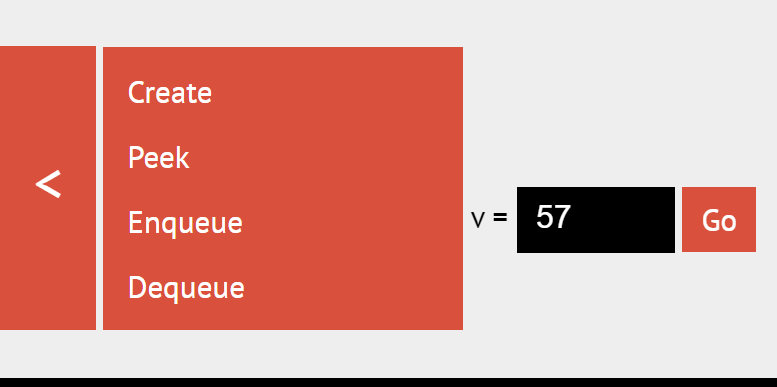 Create
Peek
<
Enqueue
v = 57 Go
Dequeue